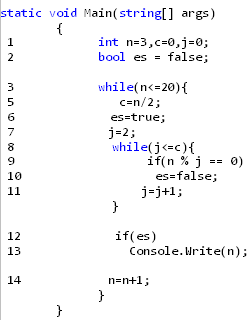 static void Main(string[] args)
{
1 int n=3,c=0,j=0;
2 bool es = false;
3 while(n<=20){
5 c=n/2;
6 es=true;
7 j=2;
8 while(j<=c){
9 if(n % j == 0)
10 es=false;
11 j=j+1;
}
12 if(es)
13 Console.Write(n);
14 n=n+1;
}
}